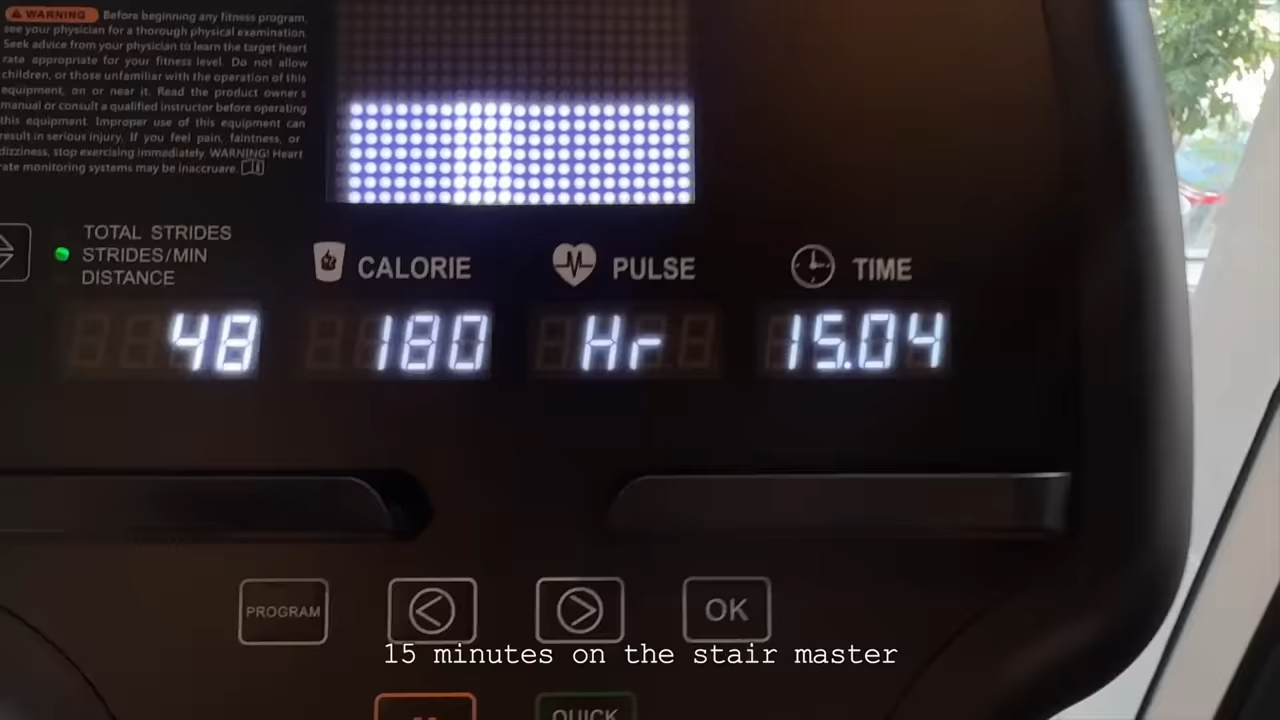 WARNING Before beginning any fitness program,
see your physician for a thorough physical examination.
Seek advice from your physician to learn the target heart
rate appropriate for your fitness level. Do not allow
children, or those unfamiliar with the operation of this
equipment, on or near it. Read the product owner's
manual or consult a qualified instructor before operating
this equipment. Improper use of this equipment can
result in serious injury. If you feel pain, faintness, or
dizziness, stop exercising immediately. WARNING! Heart
rate monitoring systems may be inaccruare.
TOTAL STRIDES
STRIDES/MIN
DISTANCE
CALORIE
PULSE
TIME
48
180
Hr
15.04
PROGRAM
OK
15 minutes on the stair master
QUICK